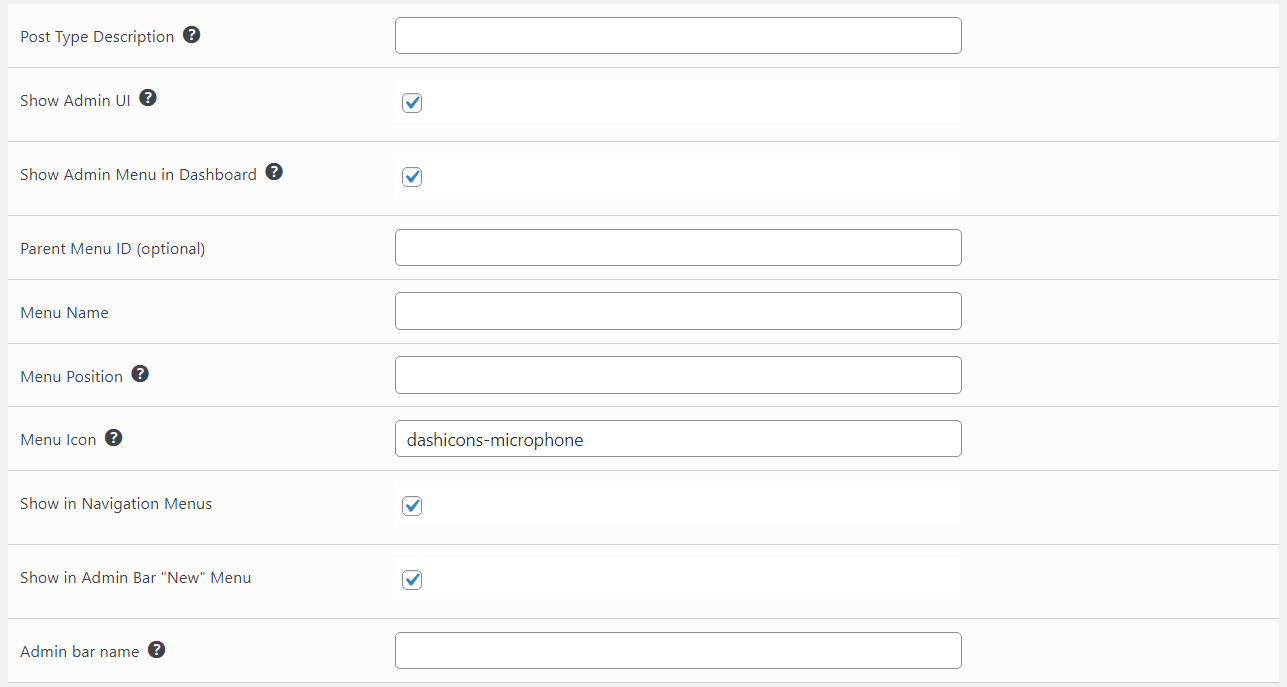 Post Type Description ?
Show Admin UI ?
Show Admin Menu in Dashboard ?
Parent Menu ID (optional)
Menu Name
Menu Position ?
Menu Icon ? dashicons-microphone
Show in Navigation Menus
Show in Admin Bar "New" Menu
Admin bar name ?